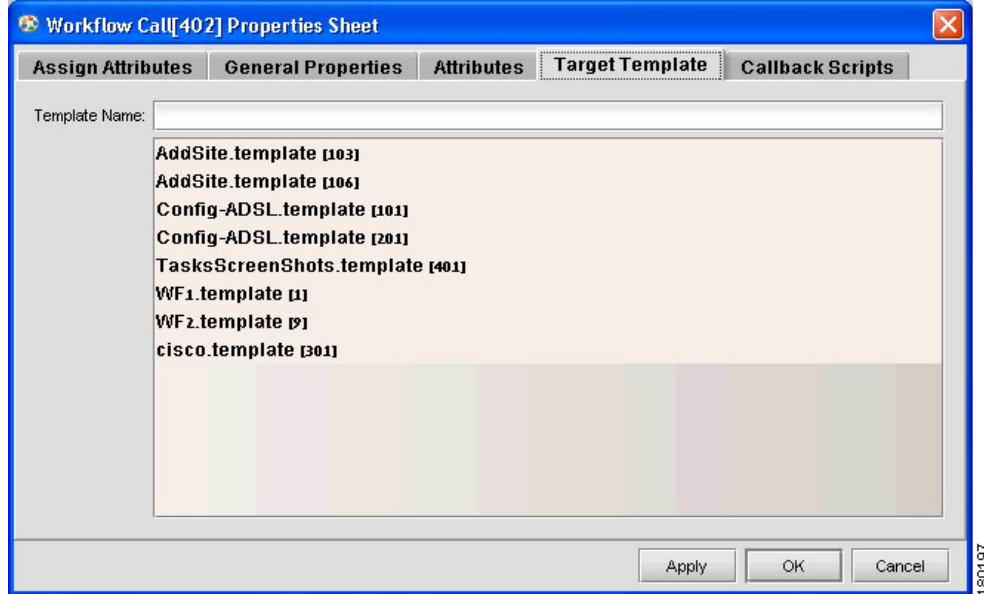 Workflow Call[402] Properties Sheet
Assign Attributes General Properties Attributes Target Template Callback Scripts
Template Name:
AddSite.template [103]
AddSite.template [106]
Config-ADSL.template [101]
Config-ADSL.template [201]
TasksScreenShots.template [401]
WF1.template [1]
WF2.template [9]
cisco.template [301]
Apply OK Cancel
180197